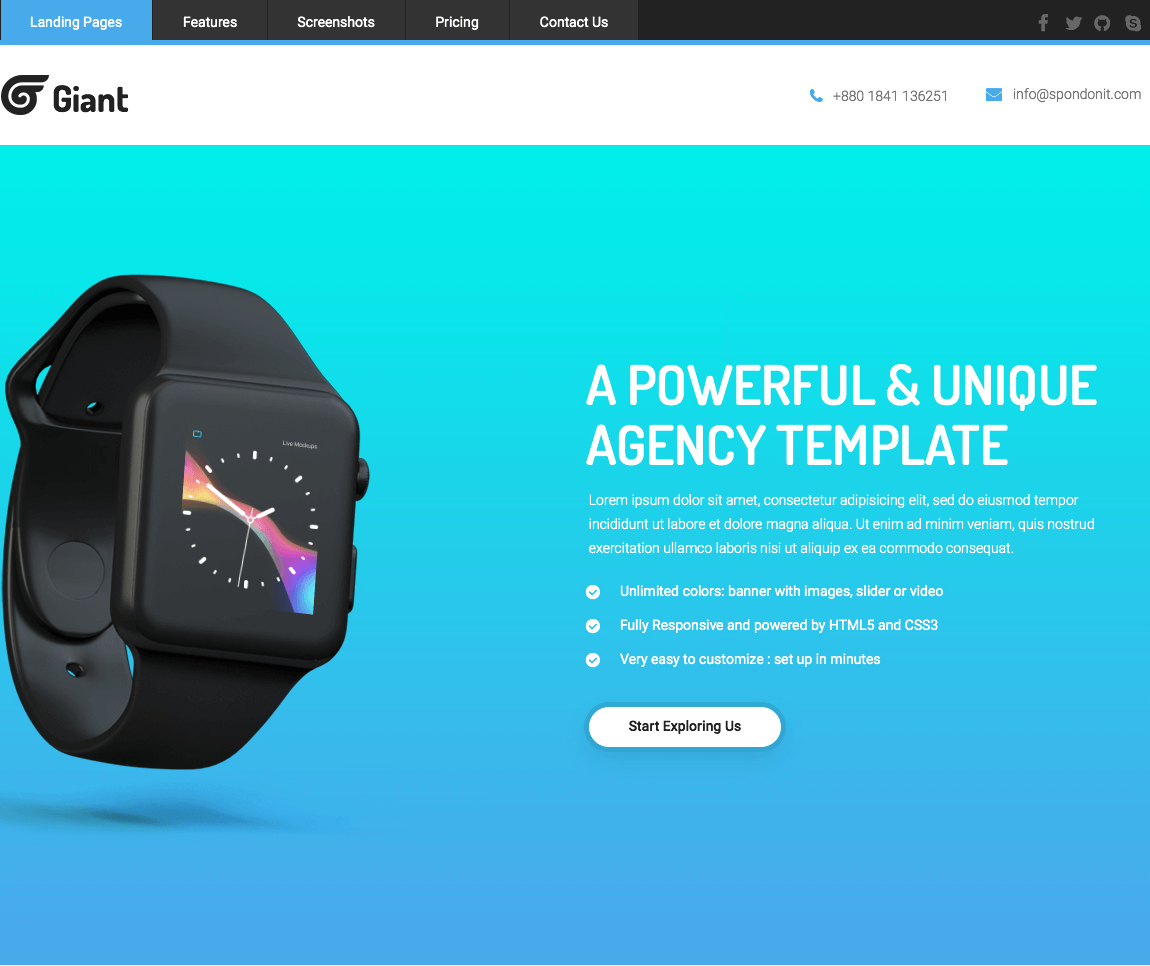 Landing Pages Features Screenshots Pricing Contact Us
Giant
+880 1841 136251 info@spondonit.com
Live Mockups
A POWERFUL & UNIQUE
AGENCY TEMPLATE
Lorem ipsum dolor sit amet, consectetur adipisicing elit, sed do eiusmod tempor
incididunt ut labore et dolore magna aliqua. Ut enim ad minim veniam, quis nostrud
exercitation ullamco laboris nisi ut aliquip ex ea commodo consequat.
Unlimited colors: banner with images, slider or video
Fully Responsive and powered by HTML5 and CSS3
Very easy to customize : set up in minutes
Start Exploring Us